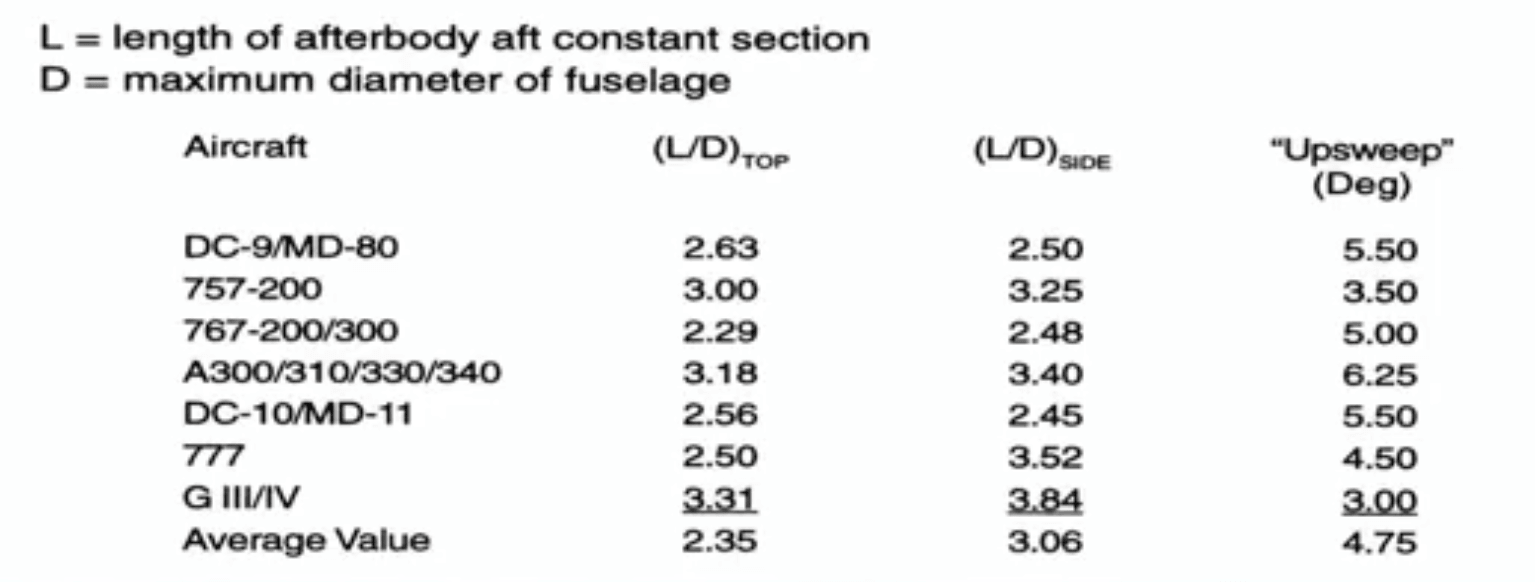 L = length of afterbody aft constant section
D = maximum diameter of fuselage
Aircraft (L/D)TOP (L/D)SIDE “Upsweep”
(Deg)
DC-9/MD-80 2.63 2.50 5.50
757-200 3.00 3.25 3.50
767-200/300 2.29 2.48 5.00
A300/310/330/340 3.18 3.40 6.25
DC-10/MD-11 2.56 2.45 5.50
777 2.50 3.52 4.50
G III/IV 3.31 3.84 3.00
Average Value 2.35 3.06 4.75